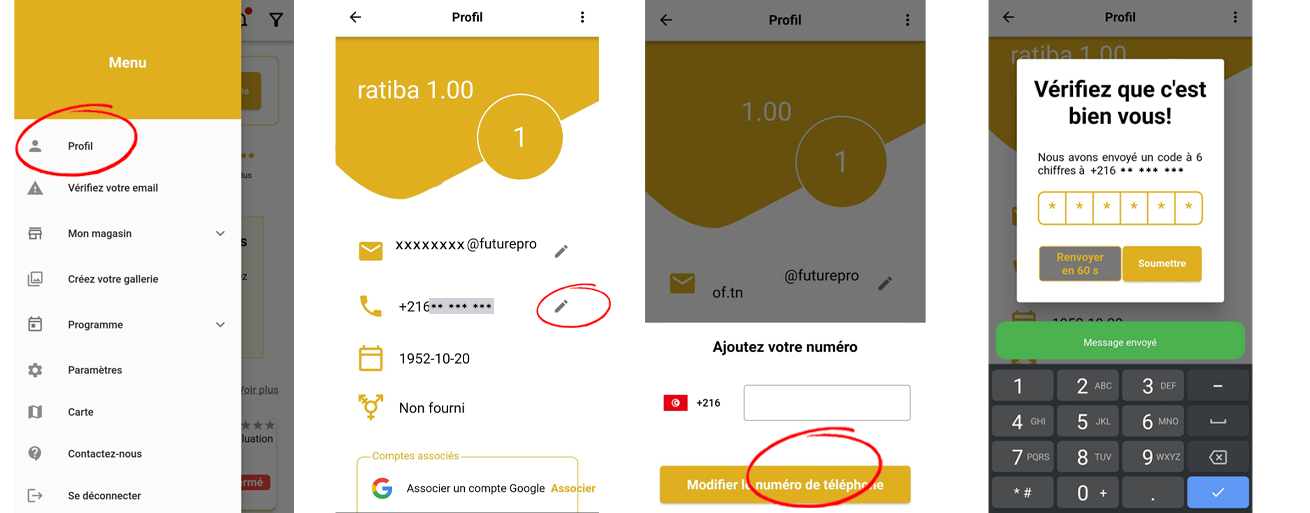 Menu
Profil
Vérifiez votre email
Mon magasin
Créez votre gallerie
Programme
Paramètres
Carte
Contactez-nous
Se déconnecter
Voir plus
luation
rmé
Profil
ratiba 1.00
1
xxxxxxxx@futurepro
+216** *** ***
1952-10-20
Non fourni
Comptes associés
Associer un compte Google Associer
Profil
1.00
1
@futurepro
of.tn
Ajoutez votre numéro
+216
Modifier le numéro de téléphone
Profil
ratiba 1.00
Vérifiez que c'est
bien vous!
Nous avons envoyé un code à 6
chiffres à +216 ** *** ***
* * * * * *
Renvoyer
en 60 s
Soumettre
1952-10-20
Message envoyé
1 2 ABC 3 DEF -
4 GHI 5 JKL 6 MNO
7 PQRS 8 TUV 9 WXYZ
* # 0 + .